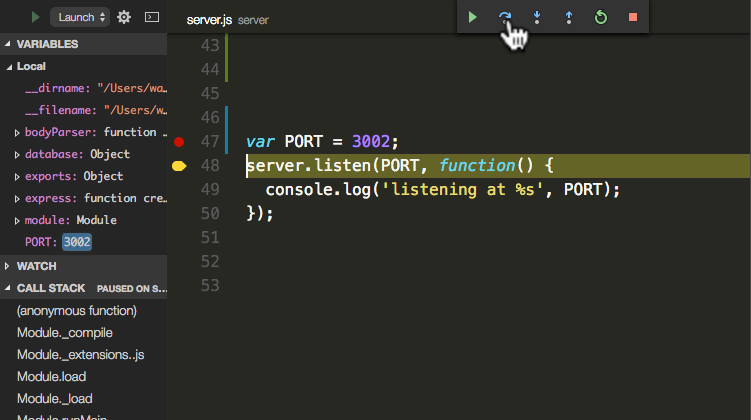 Launch
server.js server
VARIABLES
Local
__dirname: "/Users/wa…
__filename: "/Users/w…
bodyParser: function …
database: Object
exports: Object
express: function cre…
module: Module
PORT: 3002
WATCH
CALL STACK PAUSED ON S…
(anonymous function)
Module._compile
Module._extensions..js
Module.load
Module._load
Module.runMain
43
44
45
46
47 var PORT = 3002;
48 server.listen(PORT, function() {
49 console.log('listening at %s', PORT);
50 });
51
52
53